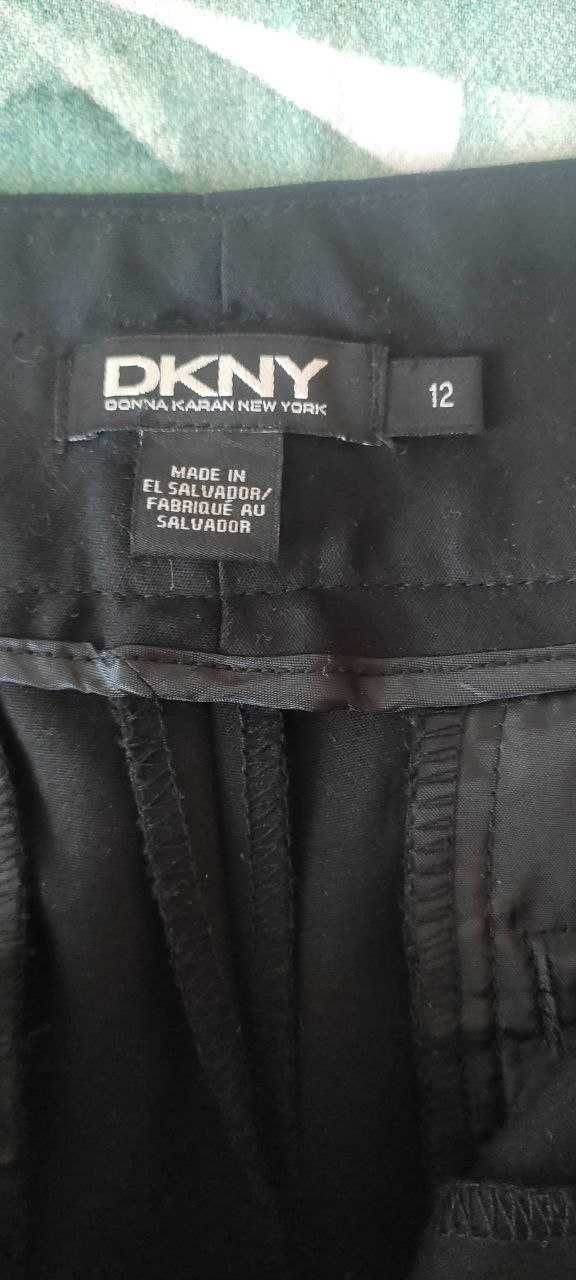 DKNY
DONNA KARAN NEW YORK
12
MADE IN
EL SALVADOR/
FABRIQUÉ AU
SALVADOR